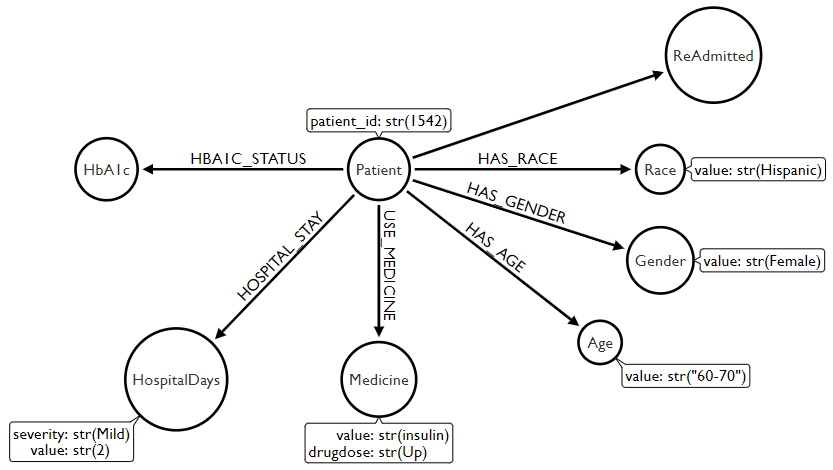 ReAdmitted
patient_id: str(1542)
HbA1c
HBA1C_STATUS
Patient
HAS_RACE
Race
value: str(Hispanic)
HAS_GENDER
HOSPITAL_STAY
USE_MEDICINE
HAS_AGE
Gender
value: str(Female)
Age
value: str("60-70")
HospitalDays
Medicine
severity: str(Mild)
value: str(2)
value: str(insulin)
drugdose: str(Up)